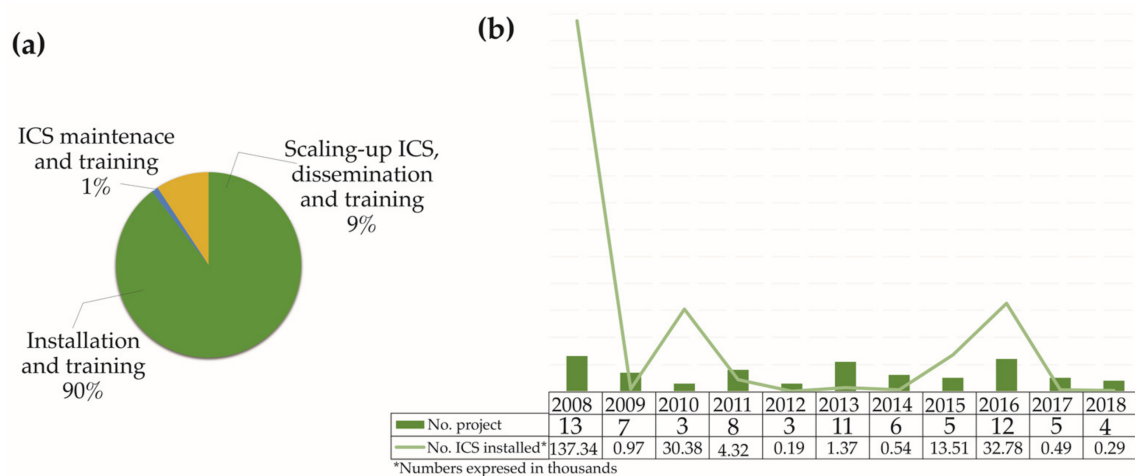 (a)
ICS maintenace
and training
1%
Scaling-up ICS,
dissemination
and training
9%
Installation
and training
90%
(b)
2008 2009 2010 2011 2012 2013 2014 2015 2016 2017 2018
No. project 13 7 3 8 3 11 6 5 12 5 4
No. ICS installed* 137.34 0.97 30.38 4.32 0.19 1.37 0.54 13.51 32.78 0.49 0.29
*Numbers expresed in thousands